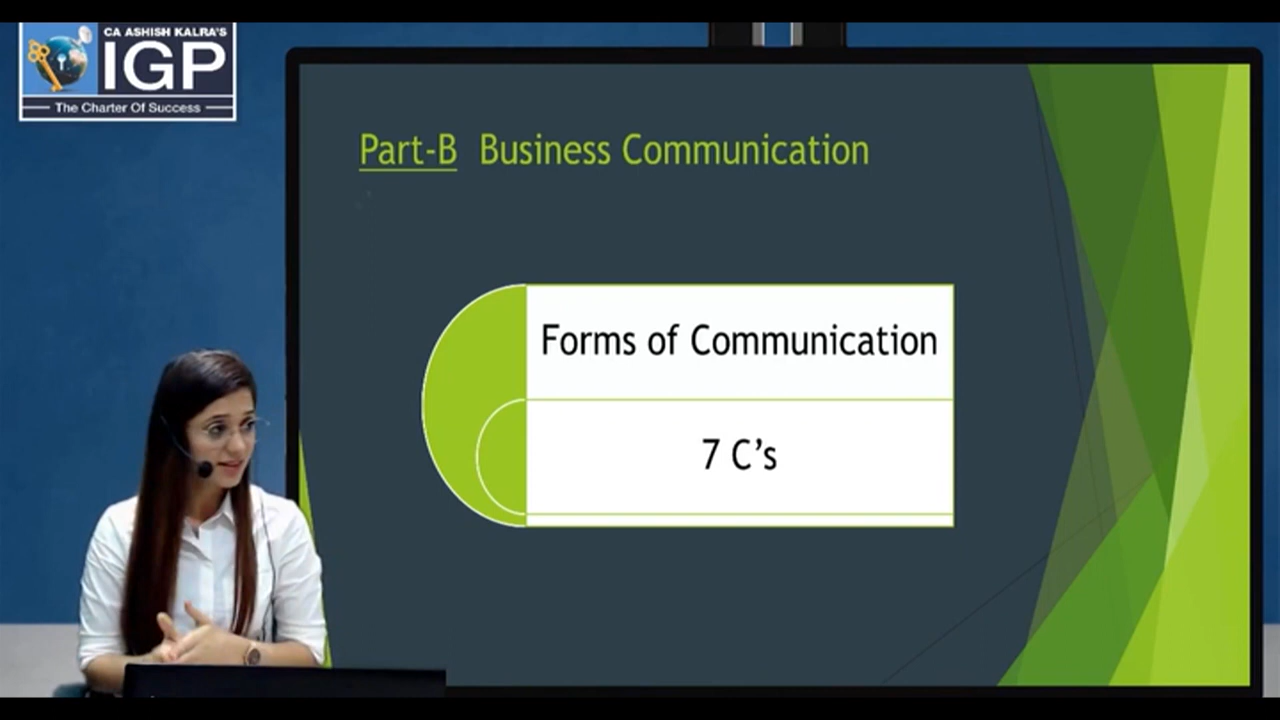 CA ASHISH KALRA'S
IGP
The Charter Of Success
Part-B Business Communication
Forms of Communication
7 C's